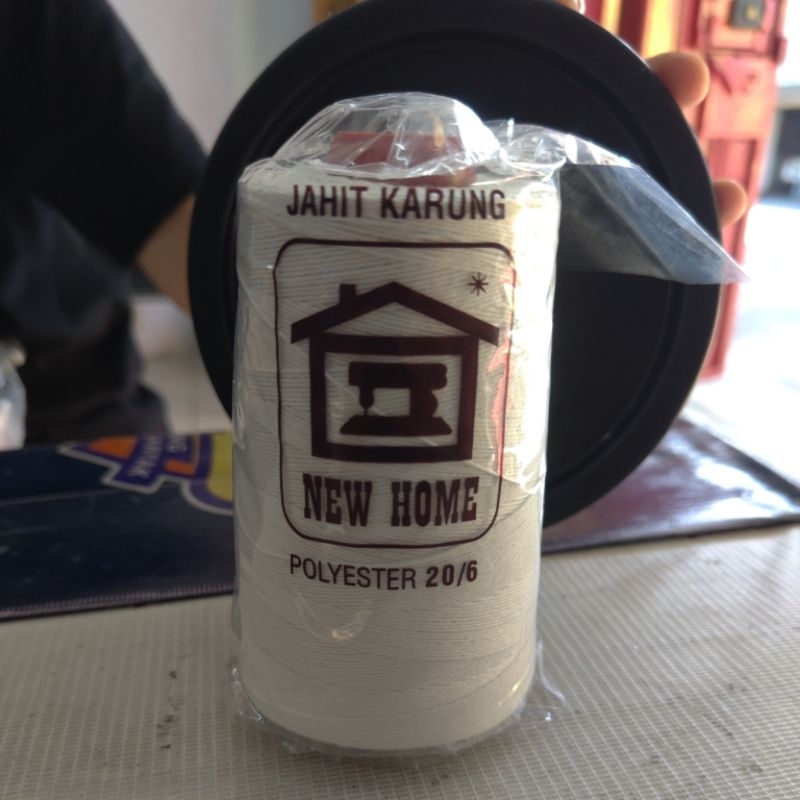 JAHIT KARUNG
NEW HOME
POLYESTER 20/6